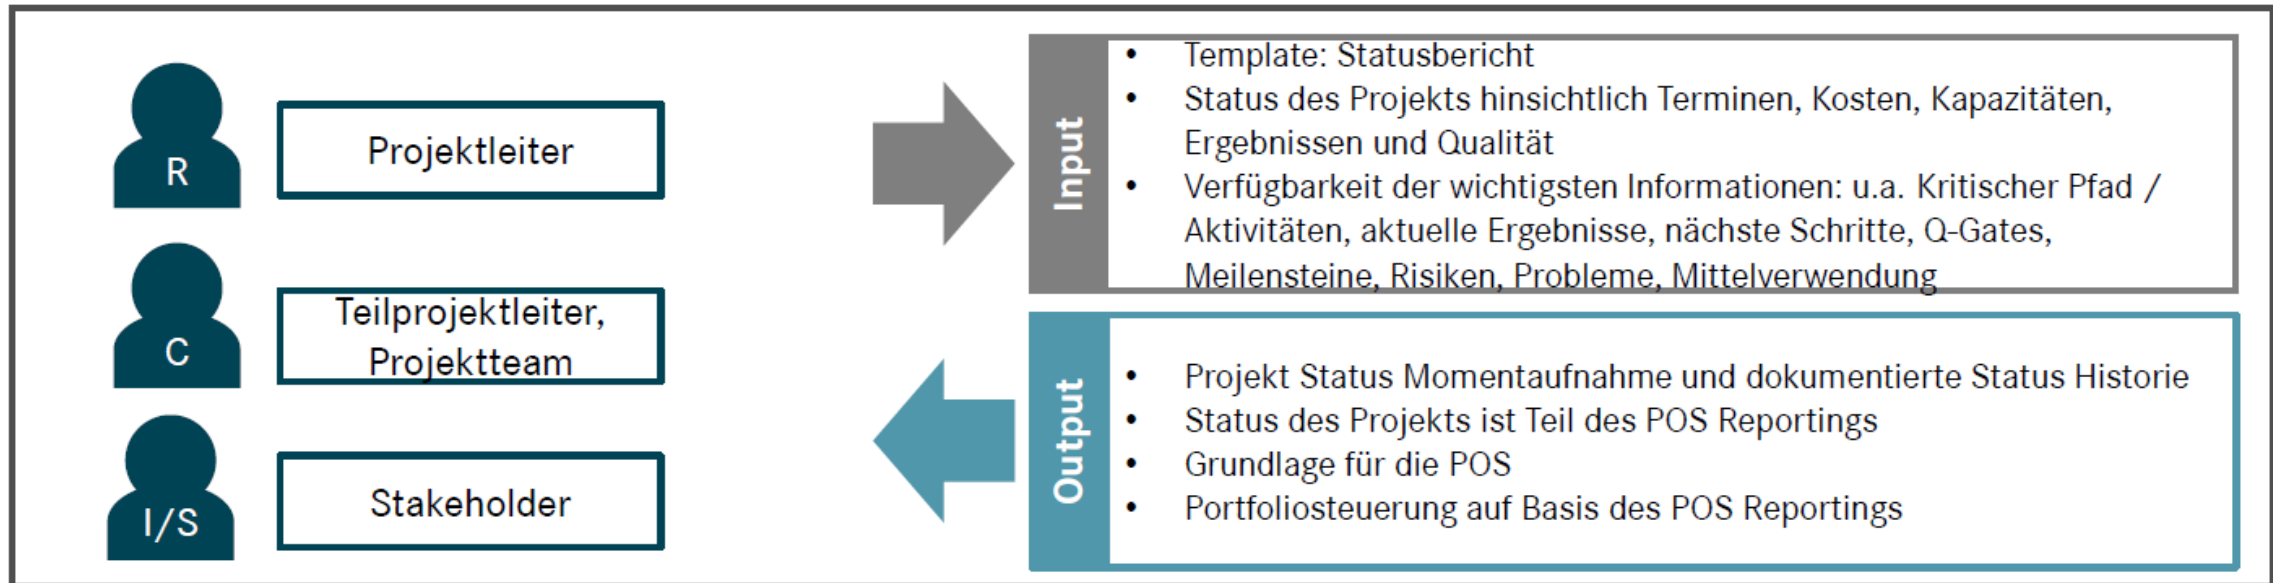 R
Projektleiter
C
Teilprojektleiter,
Projektteam
I/S
Stakeholder
Input
• Template: Statusbericht
• Status des Projekts hinsichtlich Terminen, Kosten, Kapazitäten,
Ergebnissen und Qualität
• Verfügbarkeit der wichtigsten Informationen: u.a. Kritischer Pfad /
Aktivitäten, aktuelle Ergebnisse, nächste Schritte, Q-Gates,
Meilensteine, Risiken, Probleme, Mittelverwendung
Output
• Projekt Status Momentaufnahme und dokumentierte Status Historie
• Status des Projekts ist Teil des POS Reportings
• Grundlage für die POS
• Portfoliosteuerung auf Basis des POS Reportings